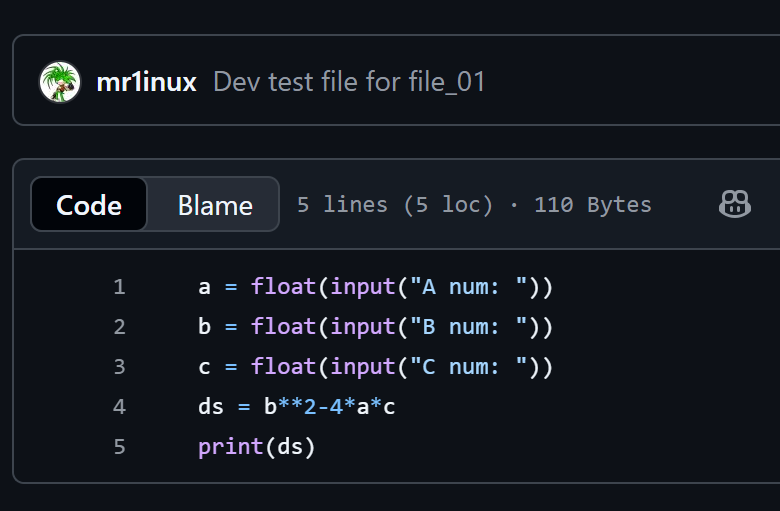 mr1inux Dev test file for file_01
Code Blame 5 lines (5 loc) · 110 Bytes
1 a = float(input("A num: "))
2 b = float(input("B num: "))
3 c = float(input("C num: "))
4 ds = b**2-4*a*c
5 print(ds)